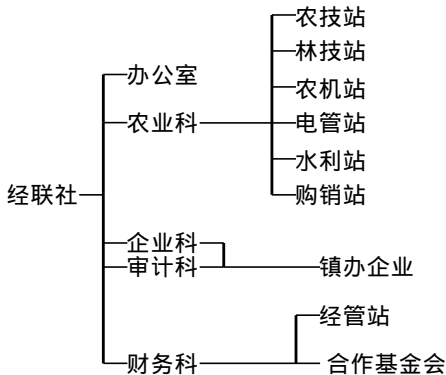 农技站
林技站
办公室
农机站
农业科
电管站
水利站
经联社
购销站
企业科
审计科
镇办企业
经管站
财务科
合作基金会